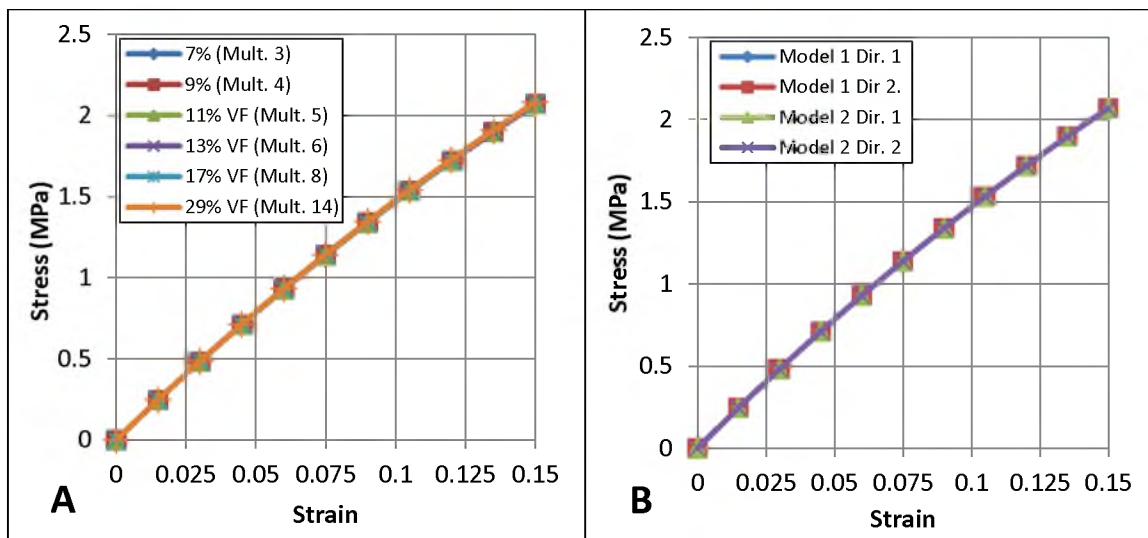 2.5
2
1.5
1
0.5
0
Stress (MPa)
7% (Mult. 3)
9% (Mult. 4)
11% VF (Mult. 5)
13% VF (Mult. 6)
17% VF (Mult. 8)
29% VF (Mult. 14)
0 0.025 0.05 0.075 0.1 0.125 0.15
Strain
A
2.5
2
1.5
1
0.5
0
Stress (MPa)
Model 1 Dir. 1
Model 1 Dir 2.
Model 2 Dir. 1
Model 2 Dir. 2
0 0.025 0.05 0.075 0.1 0.125 0.15
Strain
B